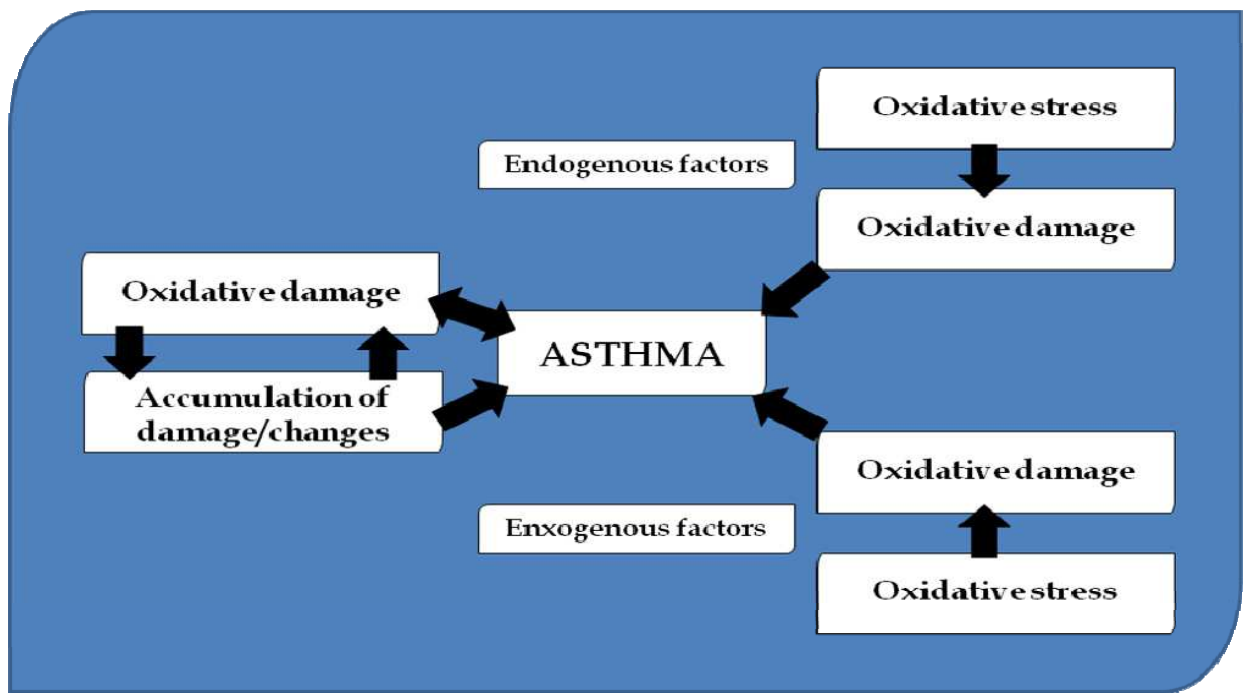 Oxidative stress
Endogenous factors
Oxidative damage
Oxidative damage
ASTHMA
Accumulation of
damage/changes
Oxidative damage
Enxogenous factors
Oxidative stress